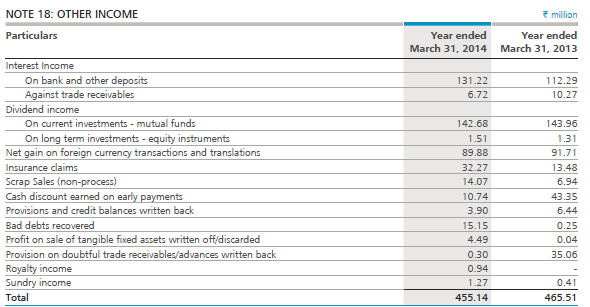 NOTE 18: OTHER INCOME ₹ million
Particulars Year ended Year ended
March 31, 2014 March 31, 2013
Interest Income
On bank and other deposits 131.22 112.29
Against trade receivables 6.72 10.27
Dividend income
On current investments - mutual funds 142.68 143.96
On long term investments - equity instruments 1.51 1.31
Net gain on foreign currency transactions and translations 89.88 91.71
Insurance claims 32.27 13.48
Scrap Sales (non-process) 14.07 6.94
Cash discount earned on early payments 10.74 43.35
Provisions and credit balances written back 3.90 6.44
Bad debts recovered 15.15 0.25
Profit on sale of tangible fixed assets written off/discarded 4.49 0.04
Provision on doubtful trade receivables/advances written back 0.30 35.06
Royalty income 0.94 -
Sundry income 1.27 0.41
Total 455.14 465.51